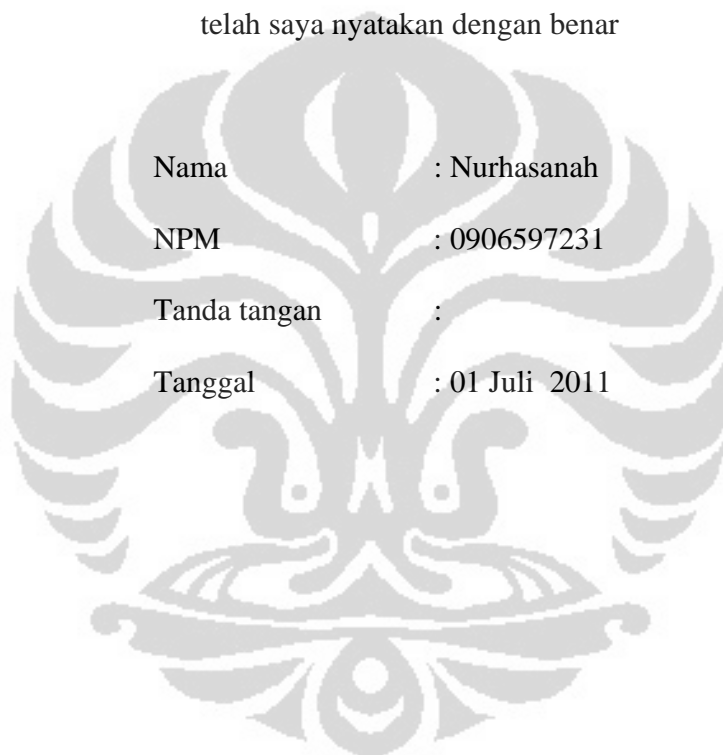 telah saya nyatakan dengan benar
Nama : Nurhasanah
NPM : 0906597231
Tanda tangan :
Tanggal : 01 Juli 2011